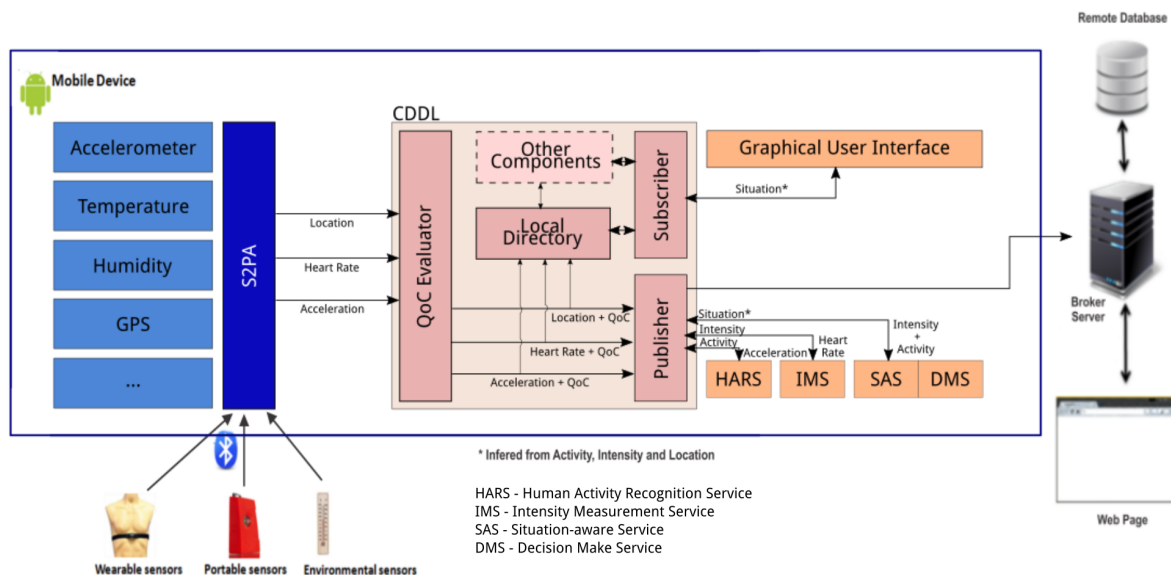 Remote Database
Mobile Device
CDDL
Accelerometer
Temperature
Humidity
GPS
...
S2PA
Location
Heart Rate
Acceleration
QoC Evaluator
Other
Components
Local
Directory
Subscriber
Publisher
Location + QoC
Heart Rate + QoC
Acceleration + QoC
Graphical User Interface
Situation*
Situation*
Intensity
Activity
Acceleration
Heart
Rate
Intensity
+
Activity
HARS
IMS
SAS
DMS
Broker
Server
Web Page
* Infered from Activity, Intensity and Location
HARS - Human Activity Recognition Service
IMS - Intensity Measurement Service
SAS - Situation-aware Service
DMS - Decision Make Service
Wearable sensors
Portable sensors
Environmental sensors